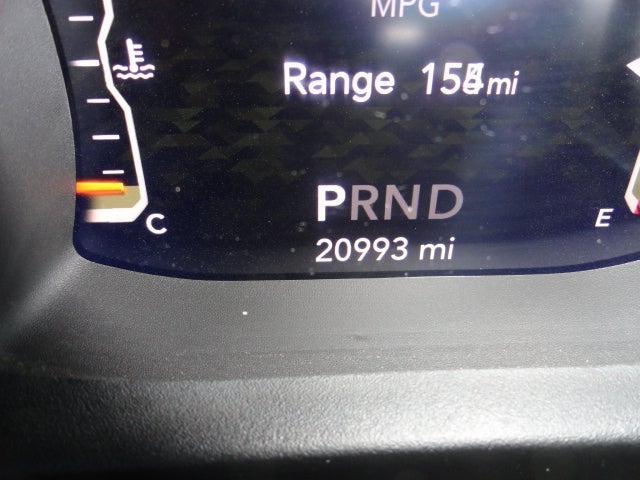 MPG
Range mi
PRND
C
E
20993 mi